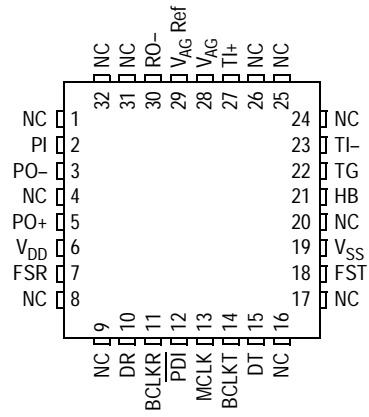 NC NC RO– VAG Ref VAG TI+ NC NC
32 31 30 29 28 27 26 25
NC 1 24 NC
PI 2 23 TI–
PO– 3 22 TG
NC 4 21 HB
PO+ 5 20 NC
VDD 6 19 VSS
FSR 7 18 FST
NC 8 17 NC
9 10 11 12 13 14 15 16
NC DR BCLKR PDI MCLK BCLKT DT NC